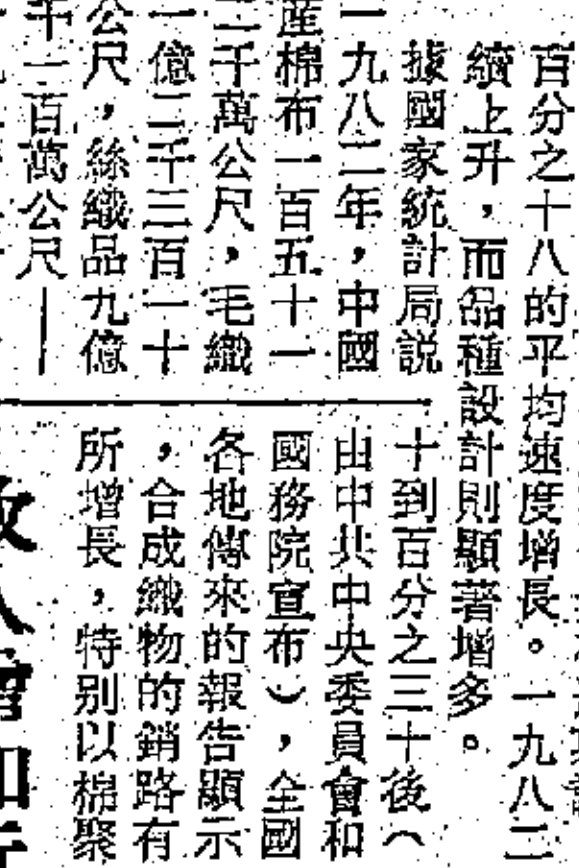 百分之十八的平均速度增長。一九八二
續上升，而品種設計則顯著增多。
據國家統計局説
一九八二年，中國
產棉布一百五十一
二千萬公尺，毛織
一億二千三百一十
公尺，絲織品九億
千一百萬公尺—
十到百分之三十後（
由中共中央委員會和
國務院宣布），全國
各地傳來的報告顯示
，合成織物的銷路有
所增長，特别以棉聚